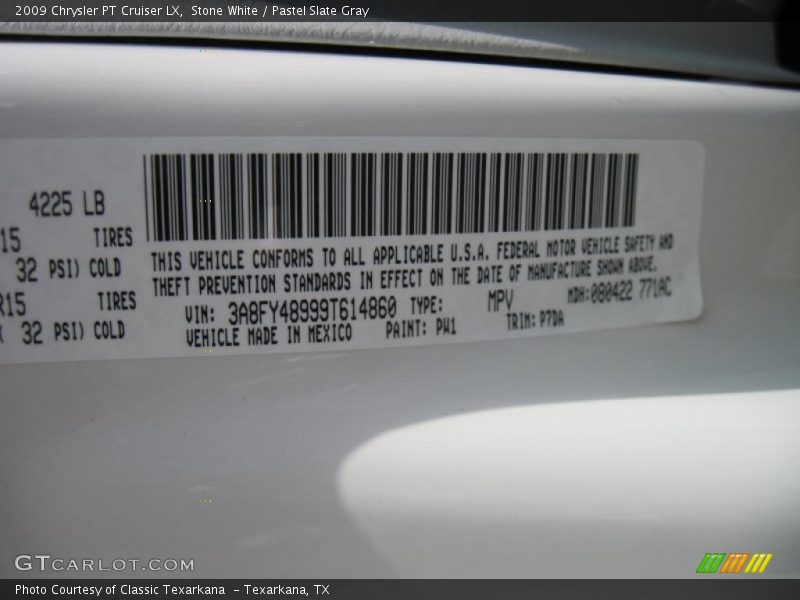 2009 Chrysler PT Cruiser LX, Stone White / Pastel Slate Gray
4225 LB
15 TIRES
32 PSI) COLD
R15 TIRES
32 PSI) COLD
THIS VEHICLE CONFORMS TO ALL APPLICABLE U.S.A. FEDERAL MOTOR VEHICLE SAFETY AND
THEFT PREVENTION STANDARDS IN EFFECT ON THE DATE OF MANUFACTURE SHOWN ABOVE.
VIN: 3A8FY48999T614860 TYPE: MPV MDH:080422 771AC
VEHICLE MADE IN MEXICO PAINT: PW1 TRIM: P7DA
GTCARLOT.COM
Photo Courtesy of Classic Texarkana - Texarkana, TX